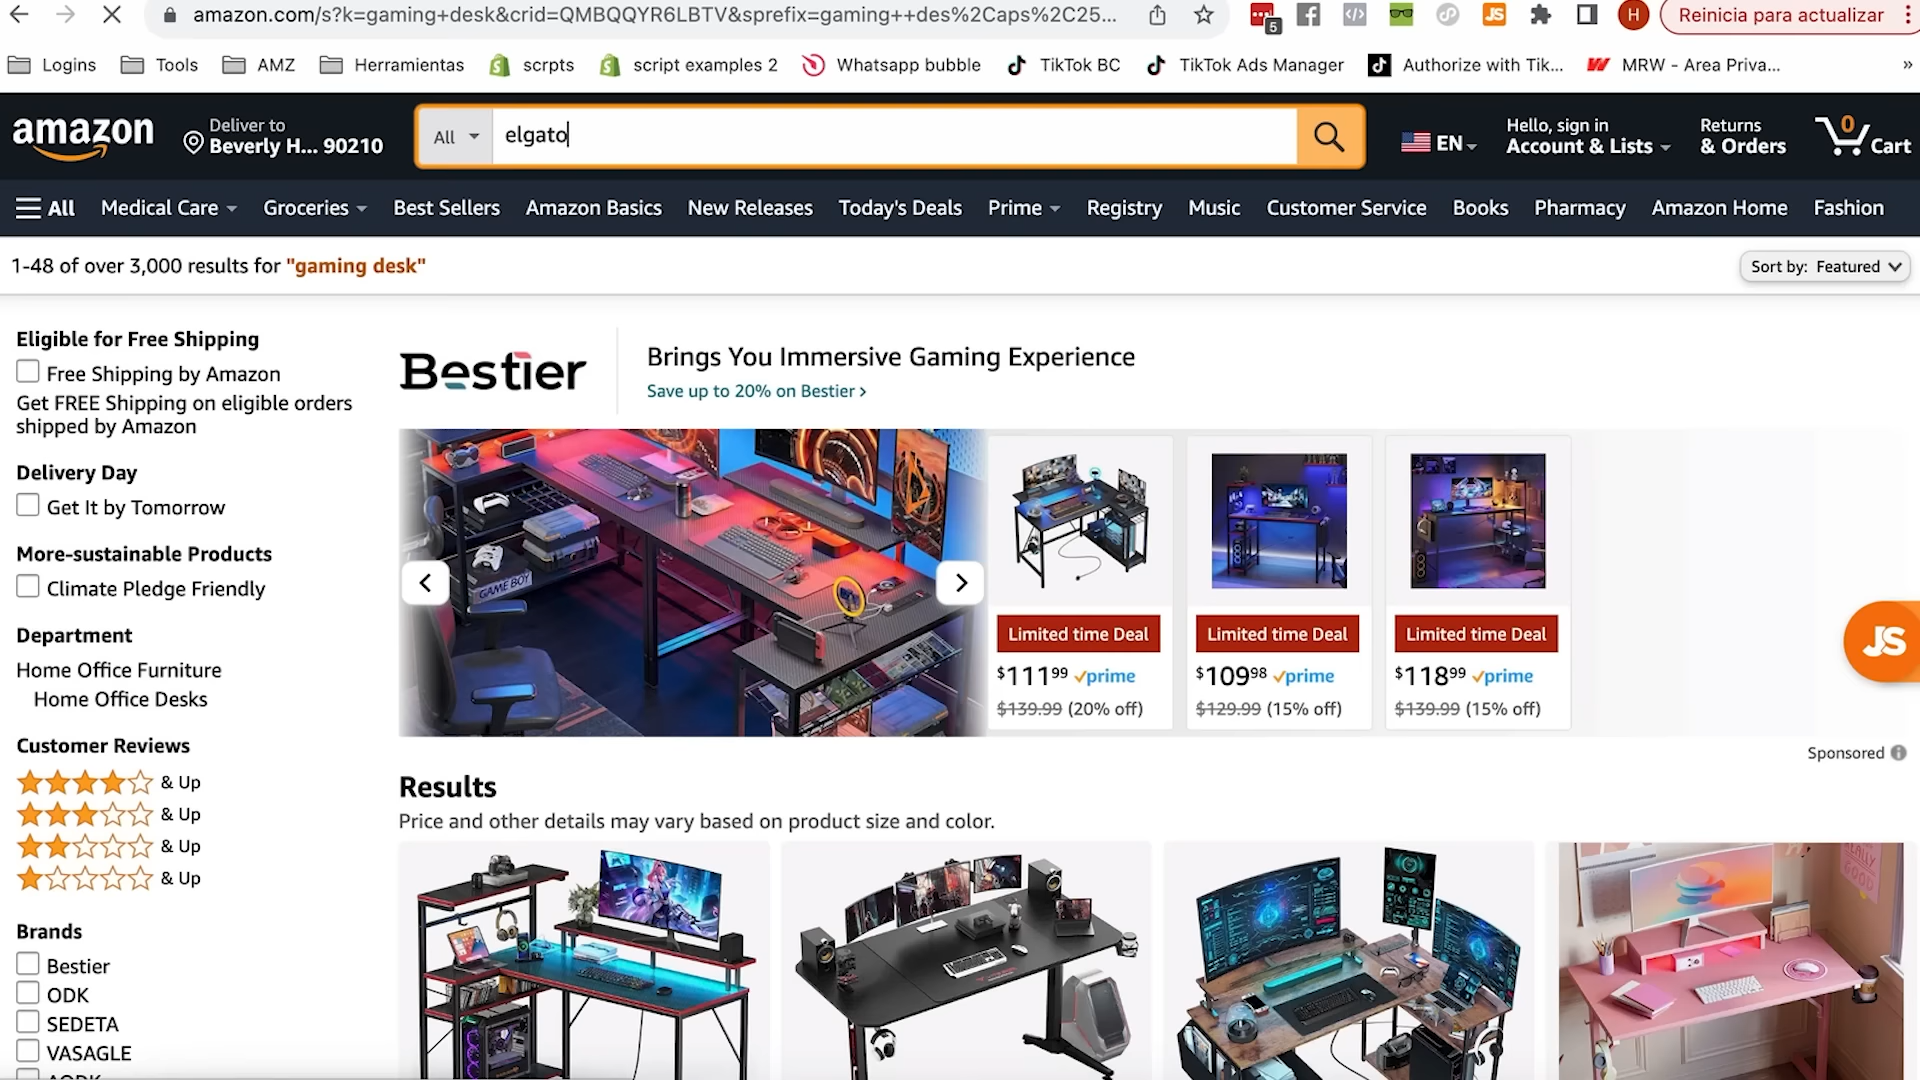 amazon.com/s?k=gaming+desk&crid=QMBQQYR6LBTV&sprefix=gaming++des%2Caps%2C25...
5
JS
H
Reinicia para actualizar
Logins
Tools
AMZ
Herramientas
scrpts
script examples 2
Whatsapp bubble
TikTok BC
TikTok Ads Manager
Authorize with Tik...
MRW - Area Priva...
»
amazon
Deliver to
Beverly H... 90210
All
elgato
EN
Hello, sign in
Account & Lists
Returns
& Orders
0
Cart
All
Medical Care
Groceries
Best Sellers
Amazon Basics
New Releases
Today's Deals
Prime
Registry
Music
Customer Service
Books
Pharmacy
Amazon Home
Fashion
1-48 of over 3,000 results for "gaming desk"
Sort by: Featured
Eligible for Free Shipping
Free Shipping by Amazon
Get FREE Shipping on eligible orders
shipped by Amazon
Delivery Day
Get It by Tomorrow
More-sustainable Products
Climate Pledge Friendly
Department
Home Office Furniture
Home Office Desks
Customer Reviews
& Up
& Up
& Up
& Up
Brands
Bestier
ODK
SEDETA
VASAGLE
Bestier
Brings You Immersive Gaming Experience
Save up to 20% on Bestier ›
GAME BOY
Limited time Deal
$111.99 prime
$139.99 (20% off)
Limited time Deal
$109.98 prime
$129.99 (15% off)
Limited time Deal
$118.99 prime
$139.99 (15% off)
JS
Sponsored
Results
Price and other details may vary based on product size and color.
REALLY
GOOD